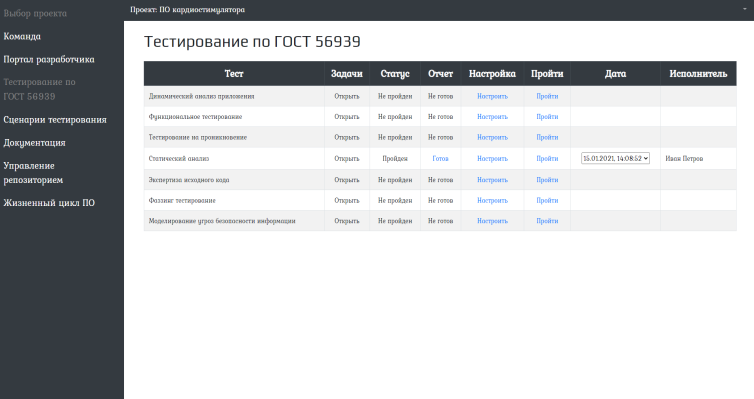 Выбор проекта
Проект: ПО кардиостимулятора
Команда
Портал разработчика
Тестирование по
ГОСТ 56939
Сценарии тестирования
Документация
Управление
репозиторием
Жизненный цикл ПО
Тестирование по ГОСТ 56939
Тест Задачи Статус Отчет Настройка Пройти Дата Исполнитель
Динамический анализ приложения Открыть Не пройден Не готов Настроить Пройти
Функциональное тестирование Открыть Не пройден Не готов Настроить Пройти
Тестирование на проникновение Открыть Не пройден Не готов Настроить Пройти
Статический анализ Открыть Пройден Готов Настроить Пройти 15.01.2021, 14:08:52 Иван Петров
Экспертиза исходного кода Открыть Не пройден Не готов Настроить Пройти
Фаззинг тестирование Открыть Не пройден Не готов Настроить Пройти
Моделирование угроз безопасности информации Открыть Не пройден Не готов Настроить Пройти